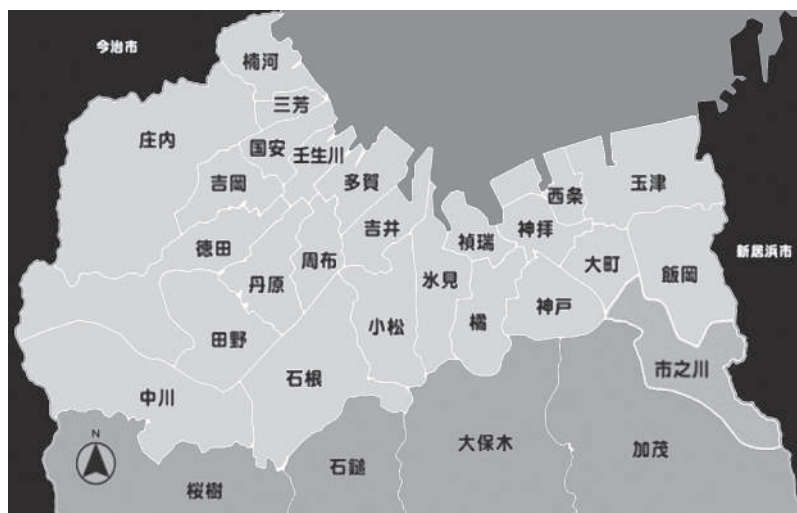 今治市
楠河
三芳
庄内
国安
壬生川
吉岡
多賀
西条
玉津
吉井
禎瑞
神拝
徳田
周布
大町
新居浜市
飯岡
丹原
氷見
橘
神戸
田野
小松
石根
市之川
中川
N
大保木
加茂
石鎚
桜樹